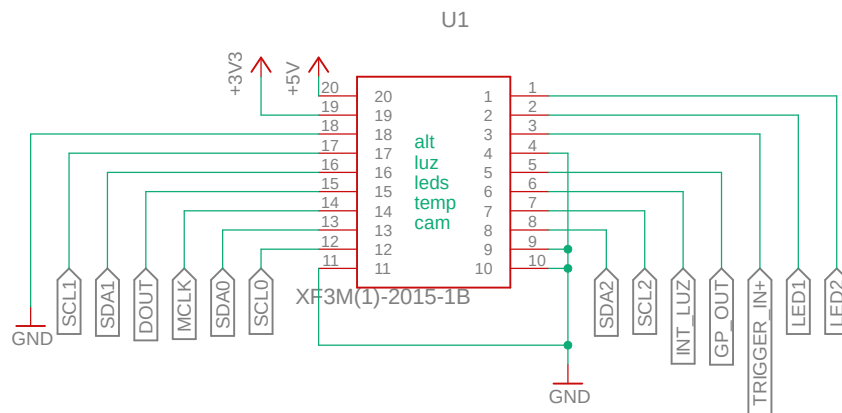 U1
+3V3
+5V
20 20 1 1
19 19 2 2
18 18 3 3
17 17 4 4
16 16 5 5
15 15 6 6
14 14 7 7
13 13 8 8
12 12 9 9
11 11 10 10
alt
luz
leds
temp
cam
XF3M(1)-2015-1B
SCL1
SDA1
DOUT
MCLK
SDA0
SCL0
SDA2
SCL2
INT_LUZ
GP_OUT
TRIGGER_IN+
LED1
LED2
GND
GND